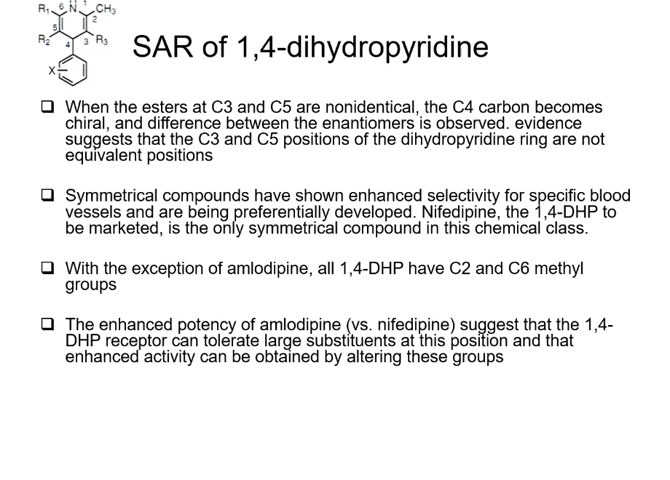 R₁ 6 N 1 CH₃
5 2
R₂ 4 3 R₃
X
SAR of 1,4-dihydropyridine
❑ When the esters at C3 and C5 are nonidentical, the C4 carbon becomes
chiral, and difference between the enantiomers is observed. evidence
suggests that the C3 and C5 positions of the dihydropyridine ring are not
equivalent positions
❑ Symmetrical compounds have shown enhanced selectivity for specific blood
vessels and are being preferentially developed. Nifedipine, the 1,4-DHP to
be marketed, is the only symmetrical compound in this chemical class.
❑ With the exception of amlodipine, all 1,4-DHP have C2 and C6 methyl
groups
❑ The enhanced potency of amlodipine (vs. nifedipine) suggest that the 1,4-
DHP receptor can tolerate large substituents at this position and that
enhanced activity can be obtained by altering these groups